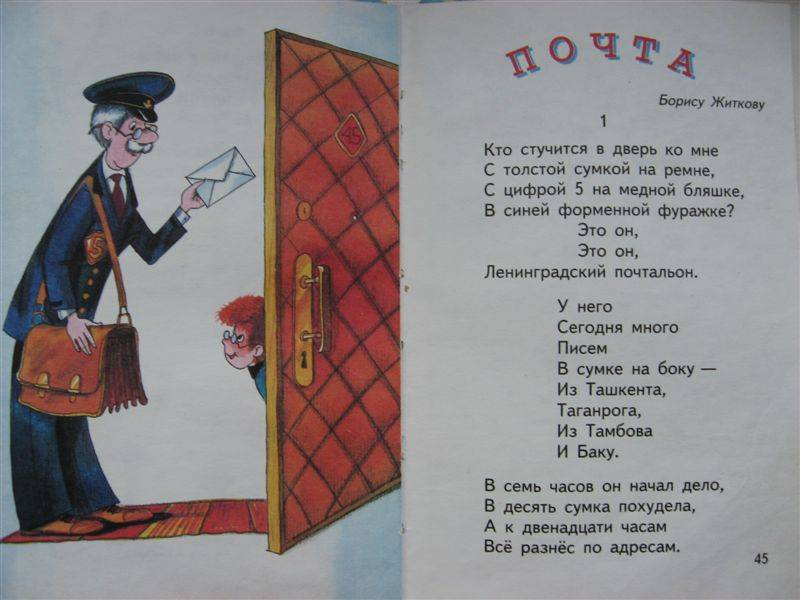 45
15
ПОЧТА
Борису Житкову
1
Кто стучится в дверь ко мне
С толстой сумкой на ремне,
С цифрой 5 на медной бляшке,
В синей форменной фуражке?
Это он,
Это он,
Ленинградский почтальон.
У него
Сегодня много
Писем
В сумке на боку —
Из Ташкента,
Таганрога,
Из Тамбова
И Баку.
В семь часов он начал дело,
В десять сумка похудела,
А к двенадцати часам
Всё разнёс по адресам.
45